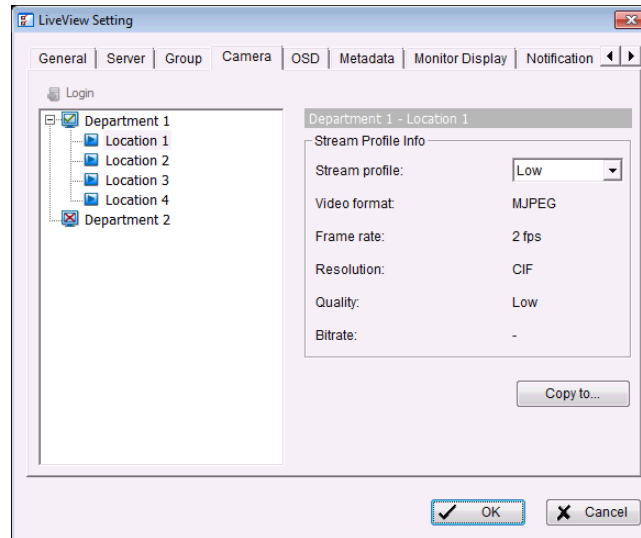 LiveView Setting
General Server Group Camera OSD Metadata Monitor Display Notification
Login
Department 1
Location 1
Location 2
Location 3
Location 4
Department 2
Department 1 - Location 1
Stream Profile Info
Stream profile: Low
Video format: MJPEG
Frame rate: 2 fps
Resolution: CIF
Quality: Low
Bitrate: -
Copy to...
OK Cancel